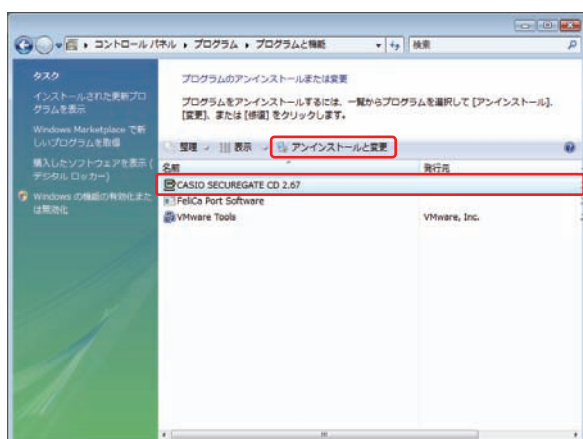 コントロール パネル ▸ プログラム ▸ プログラムと機能
検索
タスク
インストールされた更新プロ
グラムを表示
Windows Marketplace で新
しいプログラムを取得
購入したソフトウェアを表示 (
デジタル ロッカー)
Windows の機能の有効化また
は無効化
プログラムのアンインストールまたは変更
プログラムをアンインストールするには、一覧からプログラムを選択して [アンインストール]、
[変更]、または [修復] をクリックします。
整理 表示 アンインストールと変更
名前 発行元
CASIO SECUREGATE CD 2.67
FeliCa Port Software
VMware Tools VMware, Inc.